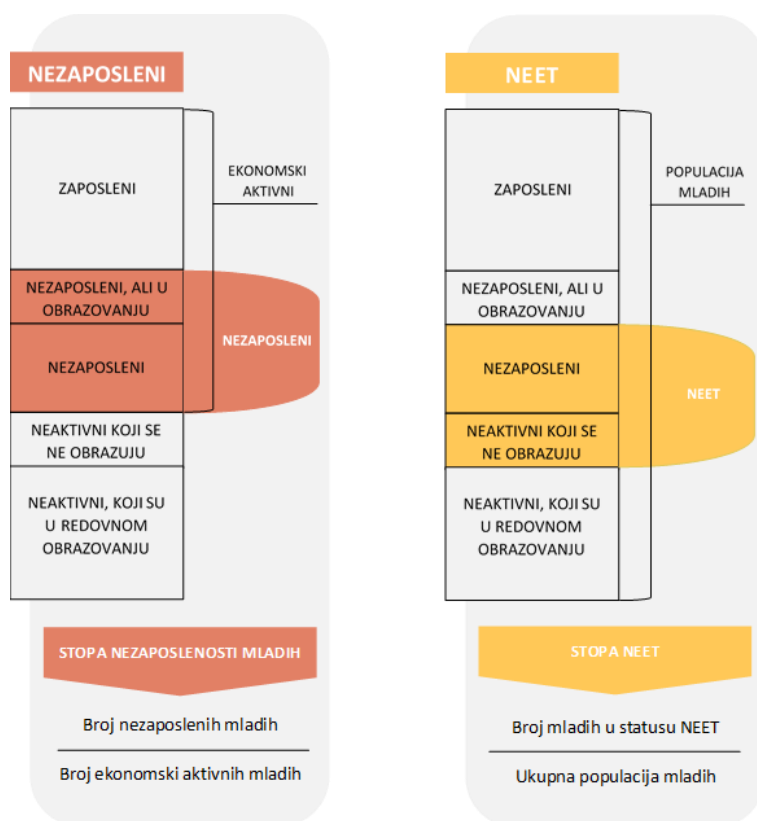 NEZAPOSLENI
ZAPOSLENI
EKONOMSKI
AKTIVNI
NEZAPOSLENI, ALI U
OBRAZOVANJU
NEZAPOSLENI
NEZAPOSLENI
NEAKTIVNI KOJI SE
NE OBRAZUJU
NEAKTIVNI, KOJI SU
U REDOVNOM
OBRAZOVANJU
STOPA NEZAPOSLENOSTI MLADIH
Broj nezaposlenih mladih
Broj ekonomski aktivnih mladih
NEET
ZAPOSLENI
POPULACIJA
MLADIH
NEZAPOSLENI, ALI U
OBRAZOVANJU
NEZAPOSLENI
NEET
NEAKTIVNI KOJI SE
NE OBRAZUJU
NEAKTIVNI, KOJI SU
U REDOVNOM
OBRAZOVANJU
STOPA NEET
Broj mladih u statusu NEET
Ukupna populacija mladih